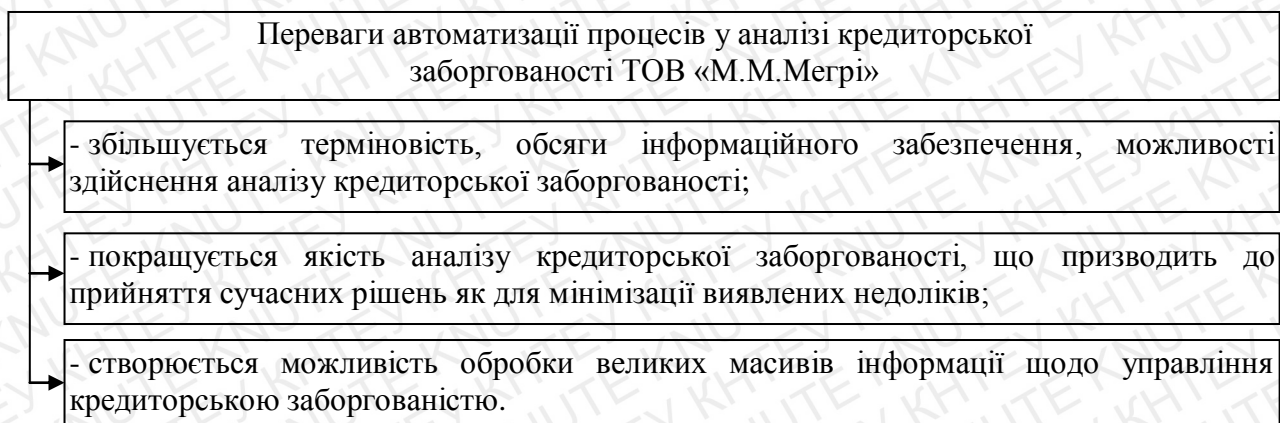 Переваги автоматизації процесів у аналізі кредиторської
заборгованості ТОВ «М.М.Мегрі»
- збільшується терміновість, обсяги інформаційного забезпечення, можливості
здійснення аналізу кредиторської заборгованості;
- покращується якість аналізу кредиторської заборгованості, що призводить до
прийняття сучасних рішень як для мінімізації виявлених недоліків;
- створюється можливість обробки великих масивів інформації щодо управління
кредиторською заборгованістю.